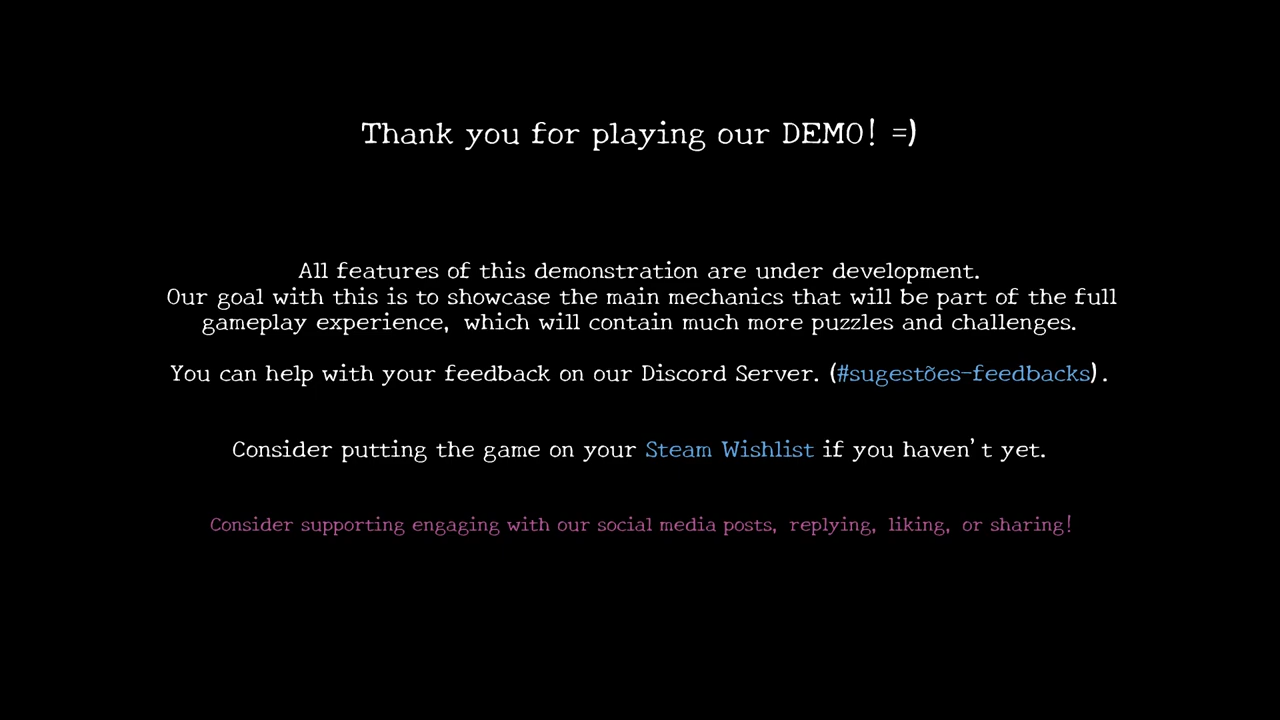 Thank you for playing our DEMO! =)
All features of this demonstration are under development.
Our goal with this is to showcase the main mechanics that will be part of the full
gameplay experience, which will contain much more puzzles and challenges.
You can help with your feedback on our Discord Server. (#sugestões-feedbacks).
Consider putting the game on your Steam Wishlist if you haven't yet.
Consider supporting engaging with our social media posts, replying, liking, or sharing!